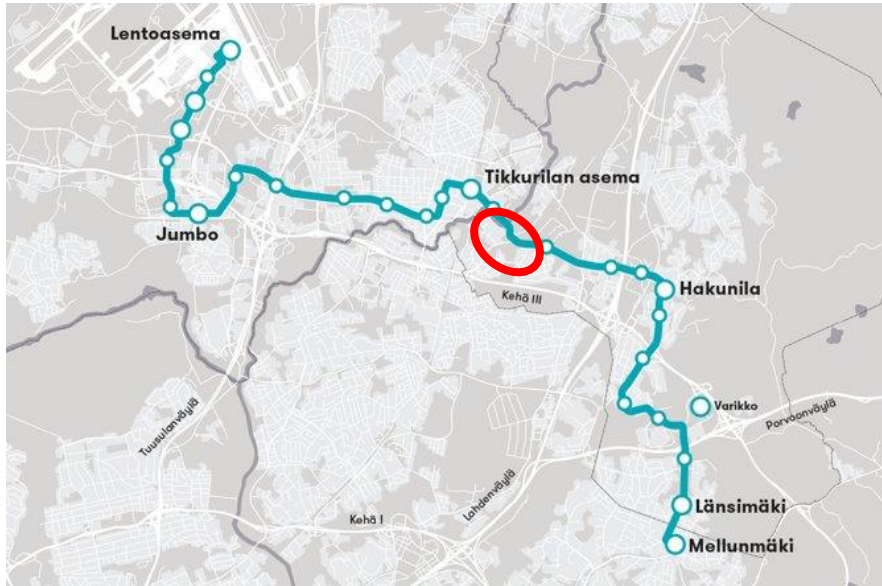 Lentoasema
Tikkurilan asema
Jumbo
Hakunila
Kehä III
Varikko
Porvoonväylä
Tuusulanväylä
Lahdenväylä
Länsimäki
Kehä I
Mellunmäki